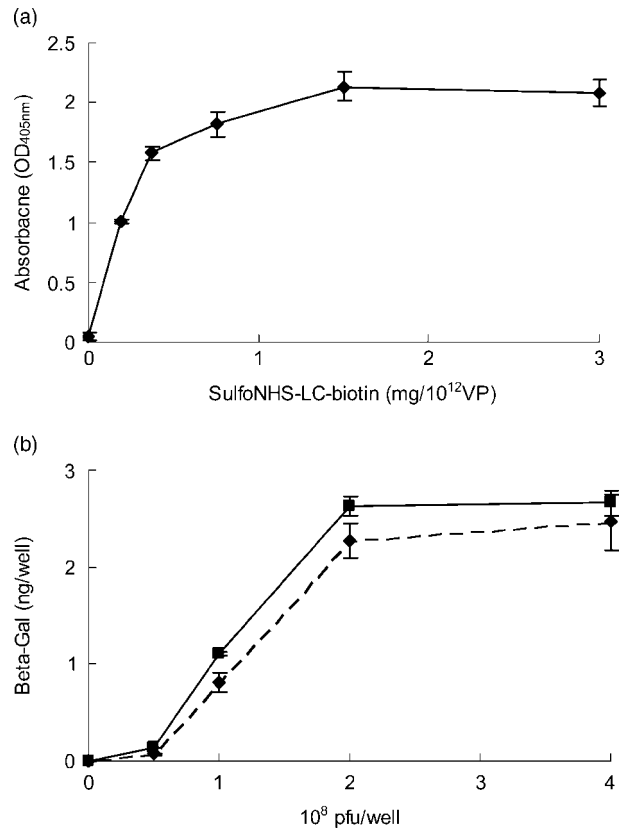 (a)
2.5
2
1.5
1
0.5
0
Absorbacne (OD405nm)
0 1 2 3
SulfoNHS-LC-biotin (mg/10¹²VP)
(b)
3
2
1
0
Beta-Gal (ng/well)
0 1 2 3 4
10⁸ pfu/well